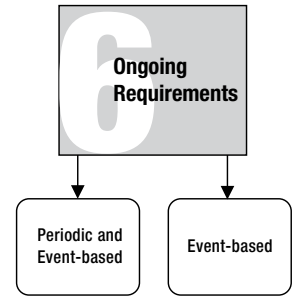 6
Ongoing
Requirements
Periodic and
Event-based
Event-based